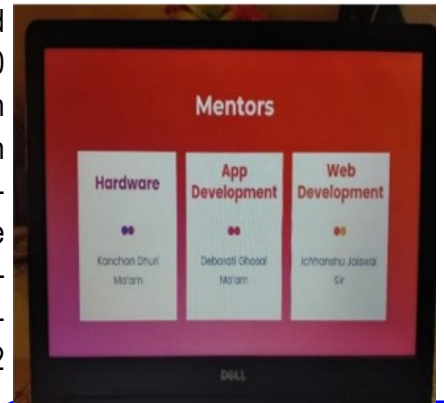 Mentors
Hardware
Kanchan Dhuri
Ma'am
App
Development
Debarati Ghosal
Ma'am
Web
Development
Ichhanshu Jaiswal
Sir
DELL